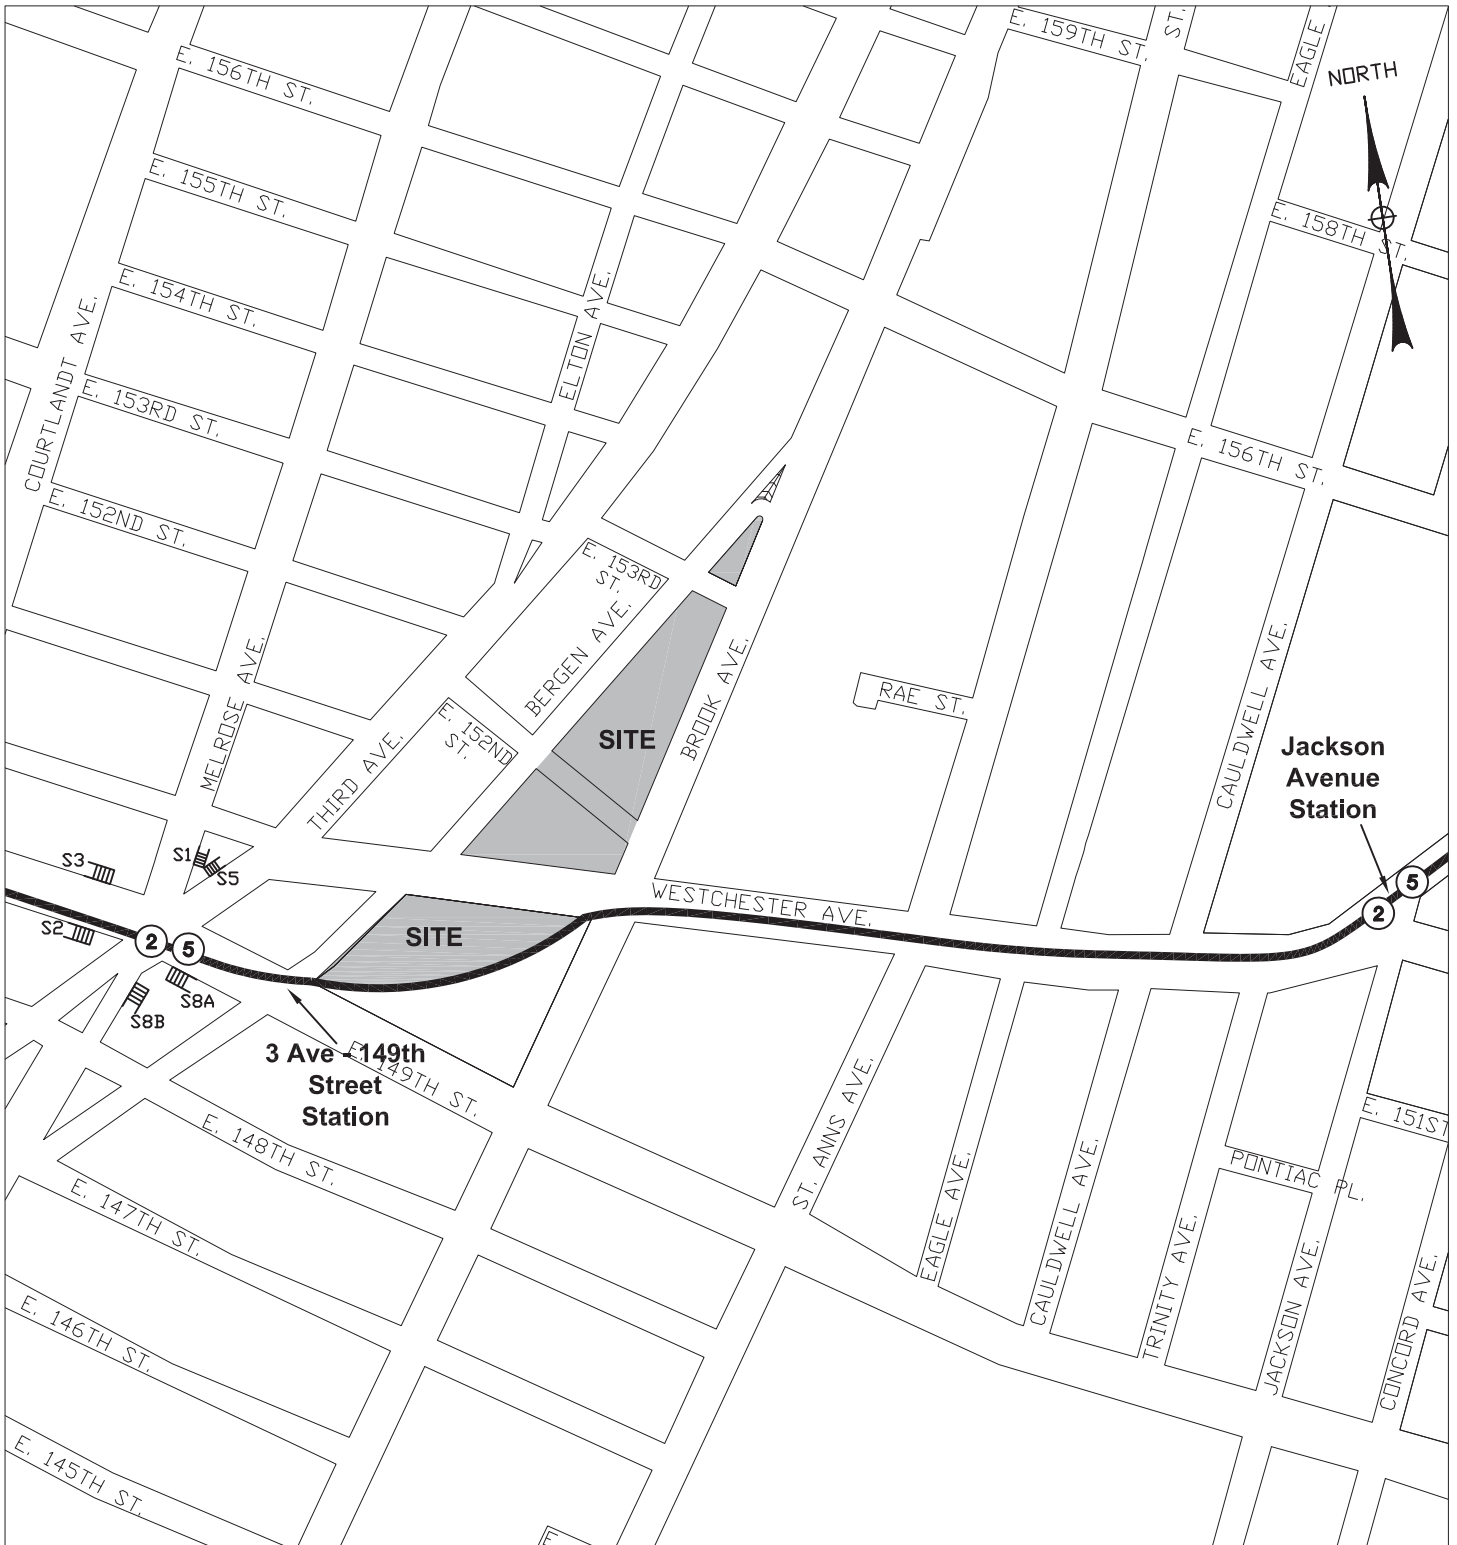 E. 159TH ST.
ST.
EAGLE
NORTH
E. 156TH ST.
E. 155TH ST.
E. 158TH ST.
E. 154TH ST.
COURTLANDT AVE.
ELTON AVE.
E. 153RD ST.
E. 156TH ST.
E. 152ND ST.
E. 153RD
ST.
BERGEN AVE.
MELROSE AVE.
BROOK AVE.
CAULDWELL AVE.
RAE ST.
E. 152ND
ST.
THIRD AVE.
SITE
Jackson
Avenue
Station
S3
S1
S5
5
2
WESTCHESTER AVE.
S2
2
5
SITE
S8A
S8B
3 Ave - 149th
Street
Station
E. 149TH ST.
E. 148TH ST.
ST. ANNS AVE.
E. 151ST
PONTIAC PL.
E. 147TH ST.
EAGLE AVE.
CAULDWELL AVE.
TRINITY AVE.
JACKSON AVE.
CONCORD AVE.
E. 146TH ST.
E. 145TH ST.
E.